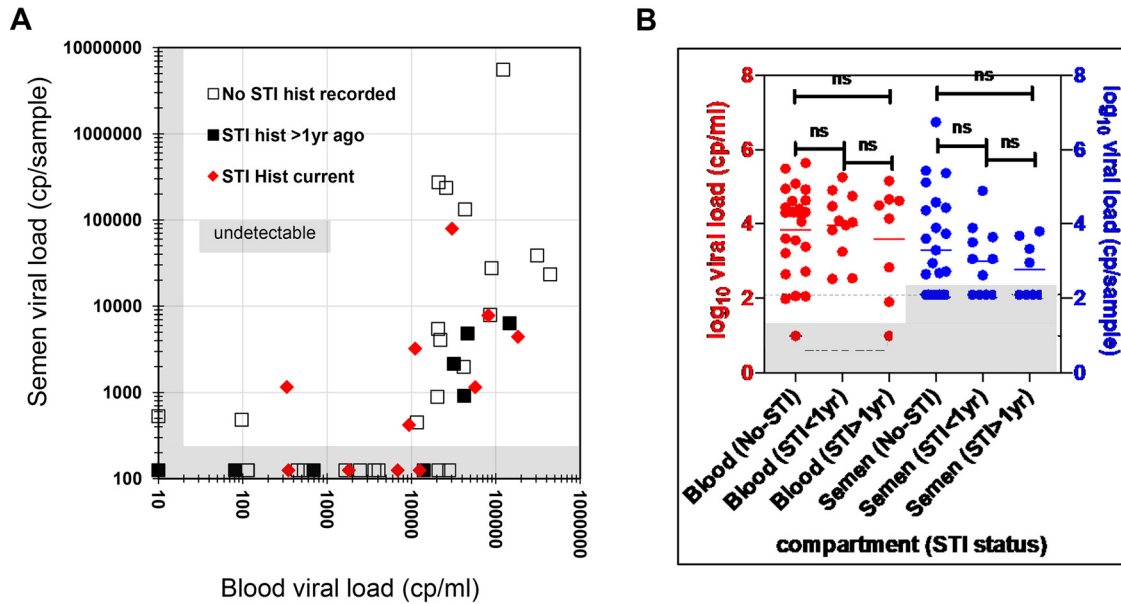 A
Semen viral load (cp/sample)
10000000
1000000
100000
10000
1000
100
No STI hist recorded
STI hist >1yr ago
STI Hist current
undetectable
10
100
1000
10000
100000
1000000
Blood viral load (cp/ml)
B
log10 viral load (cp/ml)
8
6
4
2
0
ns
ns
ns
ns
ns
ns
8
6
4
2
0
log10 viral load (cp/sample)
Blood (No-STI)
Blood (STI<1yr)
Blood (STI>1yr)
Semen (No-STI)
Semen (STI<1yr)
Semen (STI>1yr)
compartment (STI status)